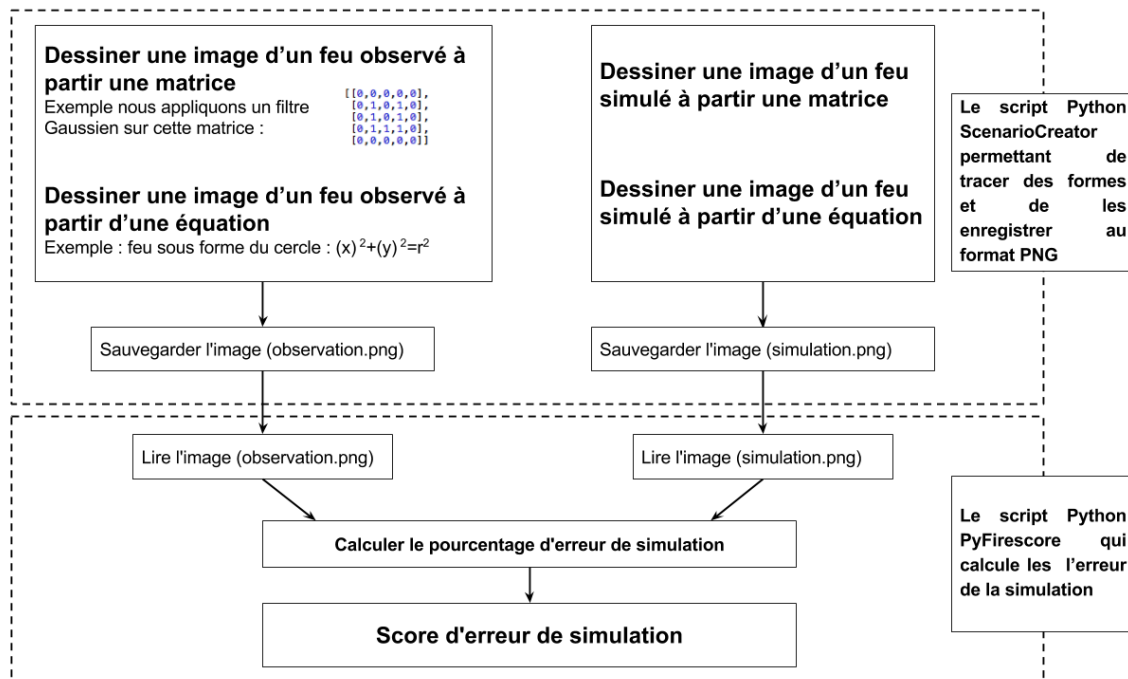 Dessiner une image d’un feu observé à
partir une matrice
Exemple nous appliquons un filtre
Gaussien sur cette matrice :
[[0,0,0,0,0],
[0,1,0,1,0],
[0,1,0,1,0],
[0,1,1,1,0],
[0,0,0,0,0]]
Dessiner une image d’un feu observé à
partir d’une équation
Exemple : feu sous forme du cercle : (x)²+(y)²=r²
Dessiner une image d’un feu
simulé à partir une matrice
Dessiner une image d’un feu
simulé à partir d’une équation
Le script Python
ScenarioCreator
permettant de
tracer des formes
et de les
enregistrer au
format PNG
Sauvegarder l'image (observation.png)
Sauvegarder l'image (simulation.png)
Lire l'image (observation.png)
Lire l'image (simulation.png)
Calculer le pourcentage d'erreur de simulation
Score d'erreur de simulation
Le script Python
PyFirescore qui
calcule les l’erreur
de la simulation